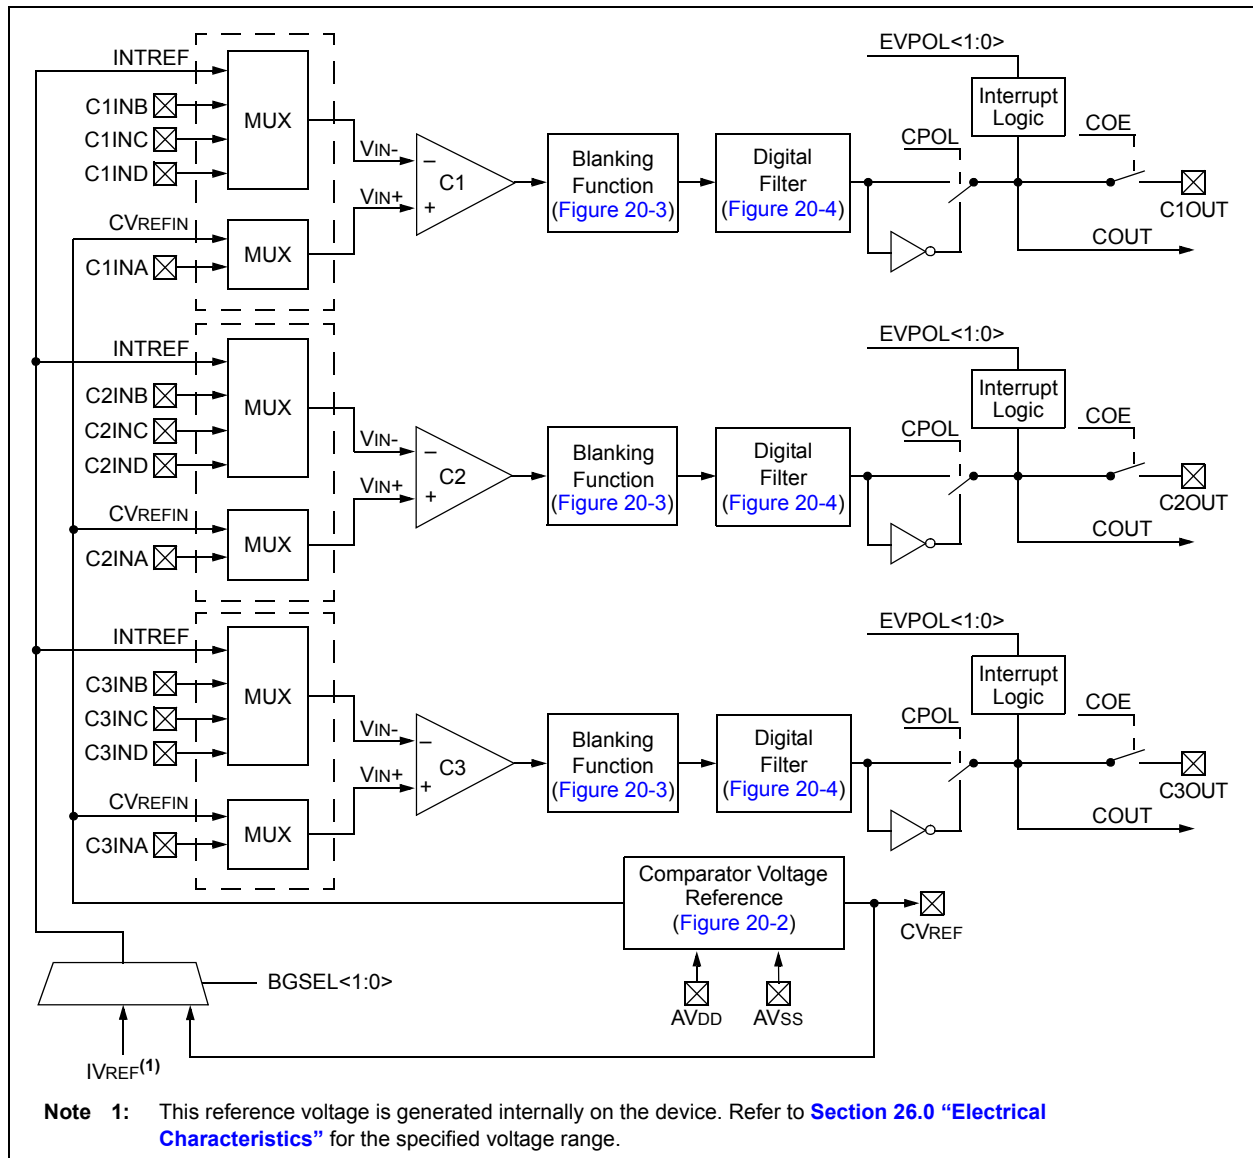 INTREF
C1INB
C1INC
C1IND
MUX
CVREFIN
C1INA
MUX
VIN-
VIN+
–
+
C1
Blanking
Function
(Figure 20-3)
Digital
Filter
(Figure 20-4)
CPOL
EVPOL<1:0>
Interrupt
Logic
COE
C1OUT
COUT
INTREF
C2INB
C2INC
C2IND
MUX
CVREFIN
C2INA
MUX
VIN-
VIN+
–
+
C2
Blanking
Function
(Figure 20-3)
Digital
Filter
(Figure 20-4)
CPOL
EVPOL<1:0>
Interrupt
Logic
COE
C2OUT
COUT
INTREF
C3INB
C3INC
C3IND
MUX
CVREFIN
C3INA
MUX
VIN-
VIN+
–
+
C3
Blanking
Function
(Figure 20-3)
Digital
Filter
(Figure 20-4)
CPOL
EVPOL<1:0>
Interrupt
Logic
COE
C3OUT
COUT
Comparator Voltage
Reference
(Figure 20-2)
CVREF
AVDD
AVSS
BGSEL<1:0>
IVREF(1)
Note 1: This reference voltage is generated internally on the device. Refer to Section 26.0 “Electrical
Characteristics” for the specified voltage range.